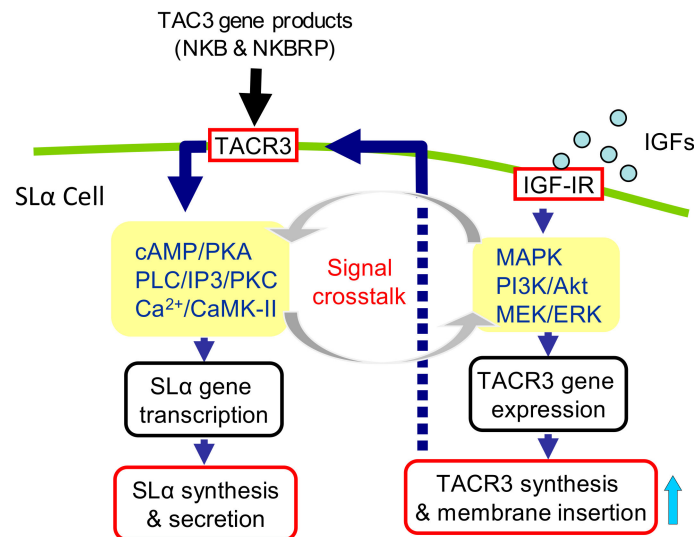 TAC3 gene products
(NKB & NKBRP)
TACR3
IGFs
IGF-IR
SLα Cell
cAMP/PKA
PLC/IP3/PKC
Ca²⁺/CaMK-II
Signal
crosstalk
MAPK
PI3K/Akt
MEK/ERK
SLα gene
transcription
TACR3 gene
expression
SLα synthesis
& secretion
TACR3 synthesis
& membrane insertion